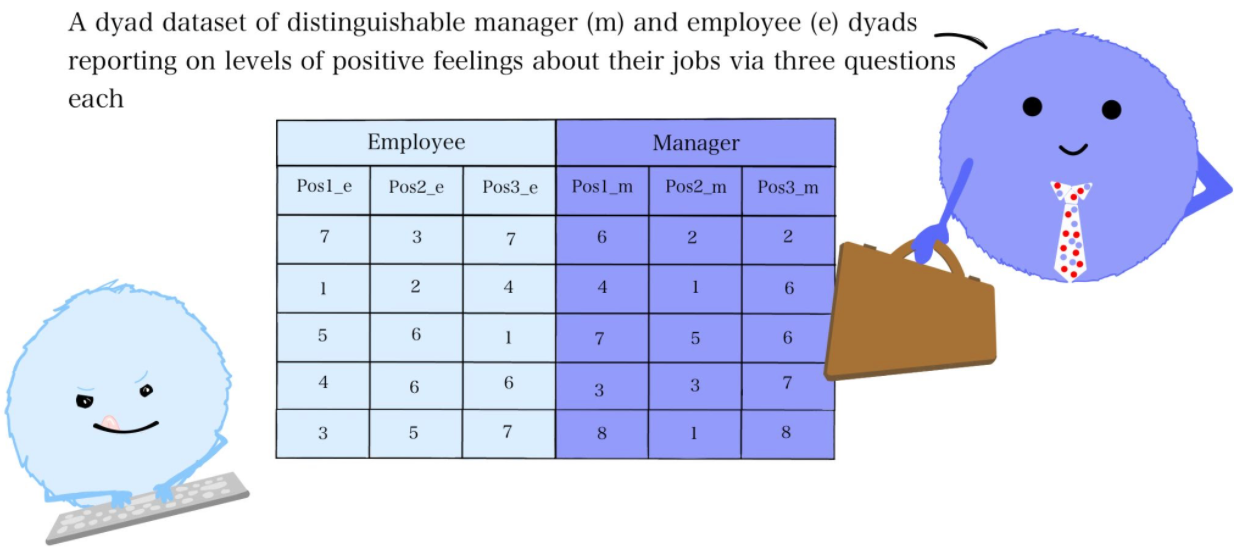 A dyad dataset of distinguishable manager (m) and employee (e) dyads
reporting on levels of positive feelings about their jobs via three questions
each
Employee Manager
Pos1_e Pos2_e Pos3_e Pos1_m Pos2_m Pos3_m
7 3 7 6 2 2
1 2 4 4 1 6
5 6 1 7 5 6
4 6 6 3 3 7
3 5 7 8 1 8